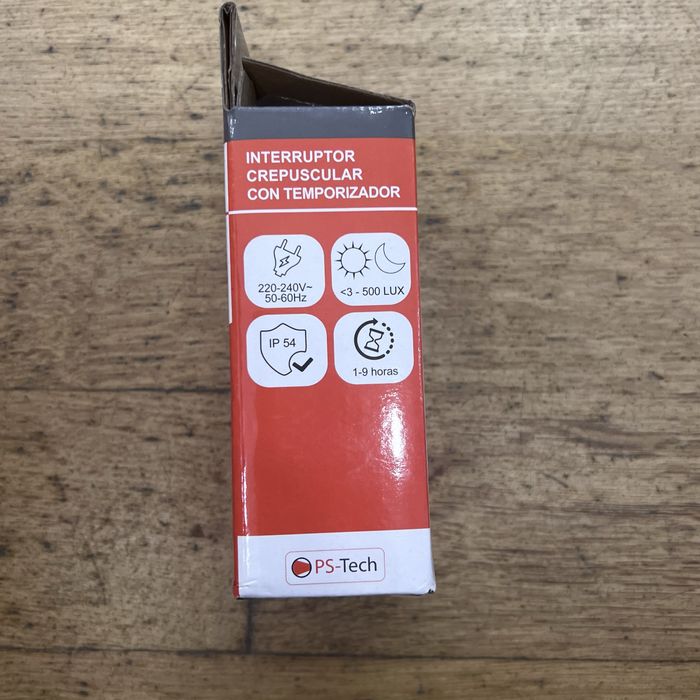 INTERRUPTOR
CREPUSCULAR
CON TEMPORIZADOR
220-240V~
50-60Hz
<3 - 500 LUX
IP 54
1-9 horas
PS-Tech